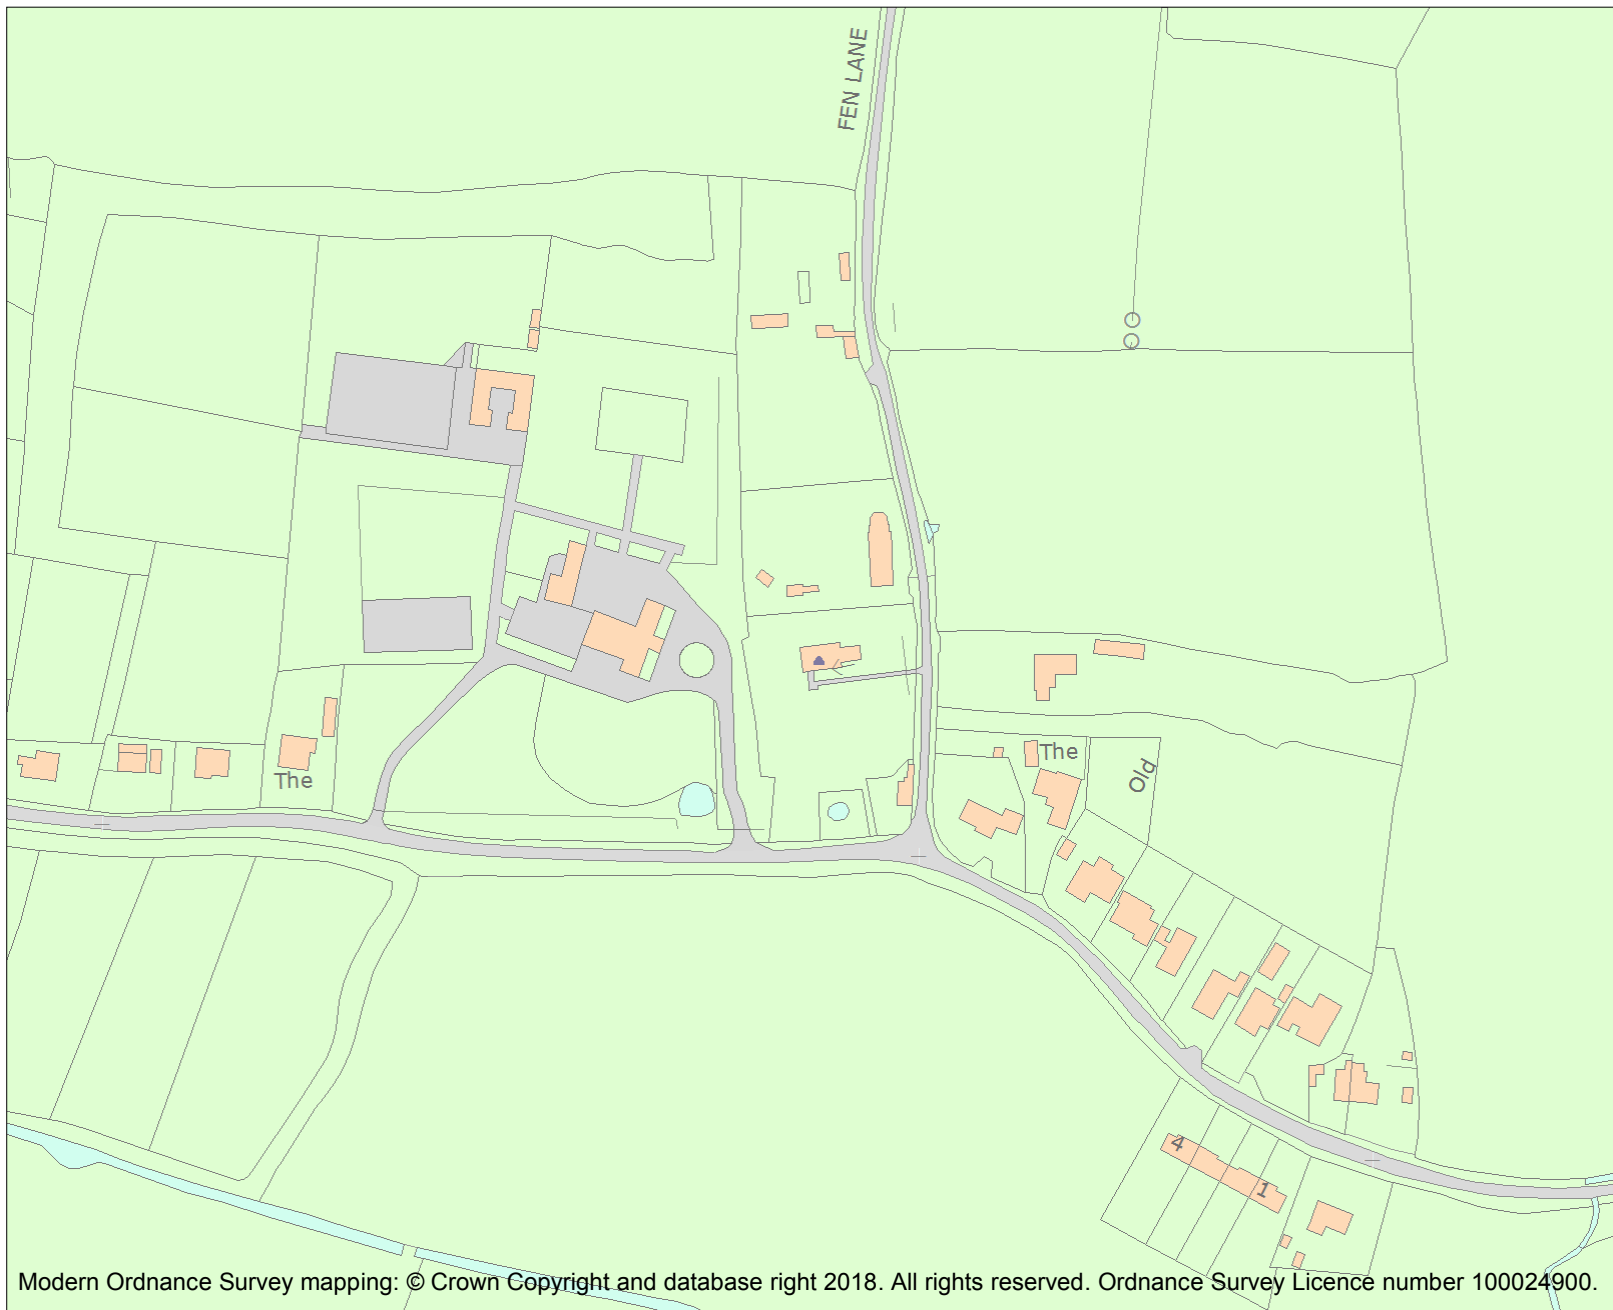 FEN LANE
The
The
Old
4
1
Modern Ordnance Survey mapping: © Crown Copyright and database right 2018. All rights reserved. Ordnance Survey Licence number 100024900.